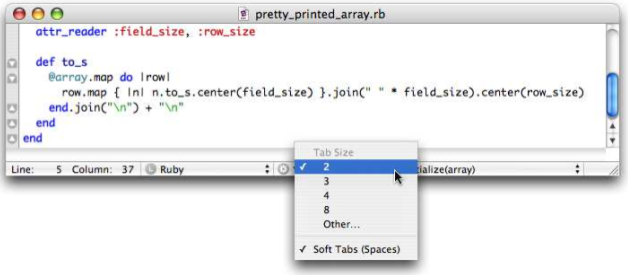 pretty_printed_array.rb
attr_reader :field_size, :row_size
def to_s
@array.map do |row|
row.map { |n| n.to_s.center(field_size) }.join(" " * field_size).center(row_size)
end.join("\n") + "\n"
end
end
Tab Size
Line: 5 Column: 37 Ruby ✓ 2 ialize(array)
3
4
8
Other...
✓ Soft Tabs (Spaces)